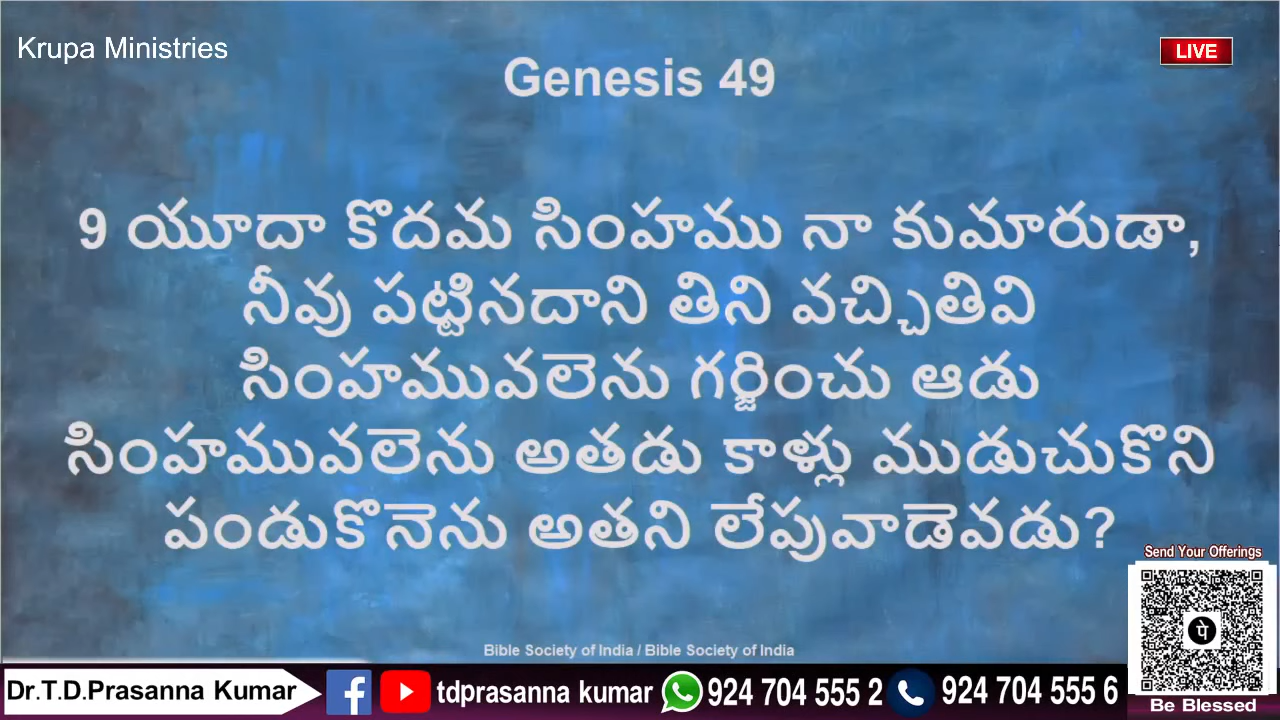 Krupa Ministries
LIVE
Genesis 49
9 యూదా కొదమ సింహము నా కుమారుడా,
నీవు పట్టినదాని తిని వచ్చితివి
సింహమువలెను గర్జించు ఆడు
సింహమువలెను అతడు కాళ్లు ముడుచుకొని
పండుకొనెను అతని లేపువాడెవడు?
Send Your Offerings
पे
Bible Society of India / Bible Society of India
Dr.T.D.Prasanna Kumar tdprasanna kumar 924 704 555 2 924 704 555 6
Be Blessed